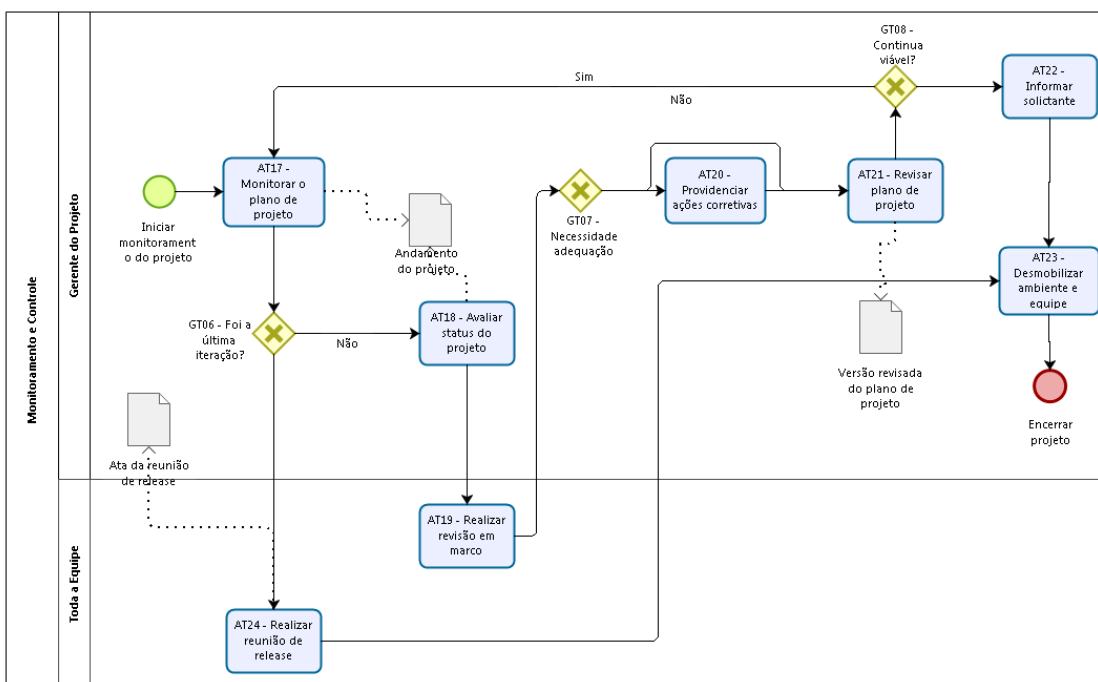 Monitoramento e Controle
Gerente do Projeto
Toda a Equipe
GT08 -
Continua
viável?
Sim
Não
AT22 -
Informar
solictante
AT17 -
Monitorar o
plano de
projeto
AT20 -
Providenciar
ações corretivas
AT21 - Revisar
plano de
projeto
Iniciar
monitorament
o do projeto
GT07 -
Necessidade
adequação
Andamento
do projeto
AT23 -
Desmobilizar
ambiente e
equipe
GT06 - Foi a
última
iteração?
Não
AT18 - Avaliar
status do
projeto
Versão revisada
do plano de
projeto
Encerrar
projeto
Ata da reunião
de release
AT19 - Realizar
revisão em
marco
AT24 - Realizar
reunião de
release